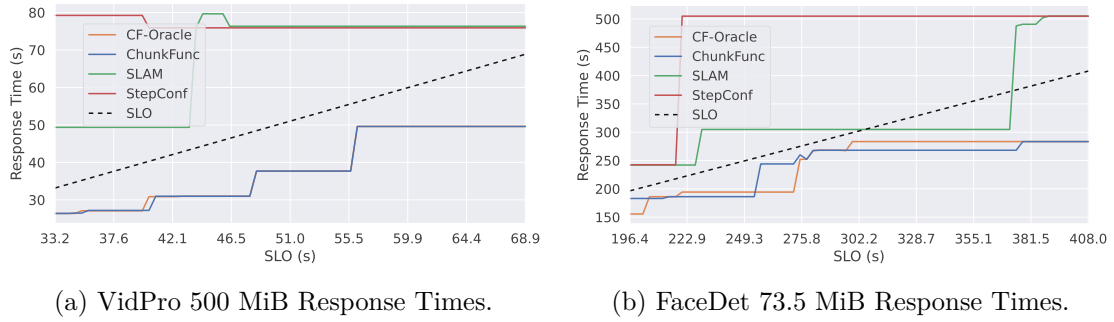 Response Time (s)
80
70
60
50
40
30
CF-Oracle
ChunkFunc
SLAM
StepConf
SLO
33.2 37.6 42.1 46.5 51.0 55.5 59.9 64.4 68.9
SLO (s)
(a) VidPro 500 MiB Response Times.
Response Time (s)
500
450
400
350
300
250
200
150
CF-Oracle
ChunkFunc
SLAM
StepConf
SLO
196.4 222.9 249.3 275.8 302.2 328.7 355.1 381.5 408.0
SLO (s)
(b) FaceDet 73.5 MiB Response Times.